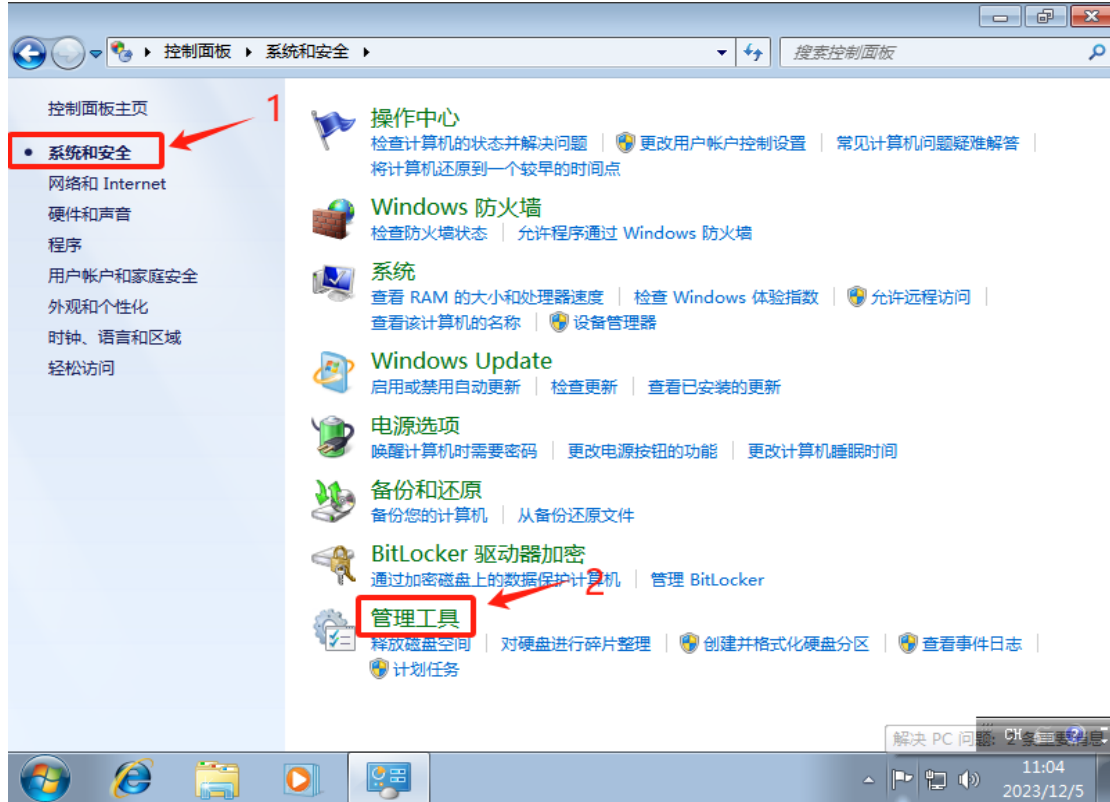 控制面板 系统和安全
搜索控制面板
控制面板主页
1
系统和安全
网络和 Internet
硬件和声音
程序
用户帐户和家庭安全
外观和个性化
时钟、语言和区域
轻松访问
操作中心
检查计算机的状态并解决问题 更改用户帐户控制设置 常见计算机问题疑难解答
将计算机还原到一个较早的时间点
Windows 防火墙
检查防火墙状态 允许程序通过 Windows 防火墙
系统
查看 RAM 的大小和处理器速度 检查 Windows 体验指数 允许远程访问
查看该计算机的名称 设备管理器
Windows Update
启用或禁用自动更新 检查更新 查看已安装的更新
电源选项
唤醒计算机时需要密码 更改电源按钮的功能 更改计算机睡眠时间
备份和还原
备份您的计算机 从备份还原文件
BitLocker 驱动器加密
通过加密磁盘上的数据保护计算机 管理 BitLocker
2
管理工具
释放磁盘空间 对硬盘进行碎片整理 创建并格式化硬盘分区 查看事件日志
计划任务
解决 PC 问题: 2 条重要消息
CH
11:04
2023/12/5